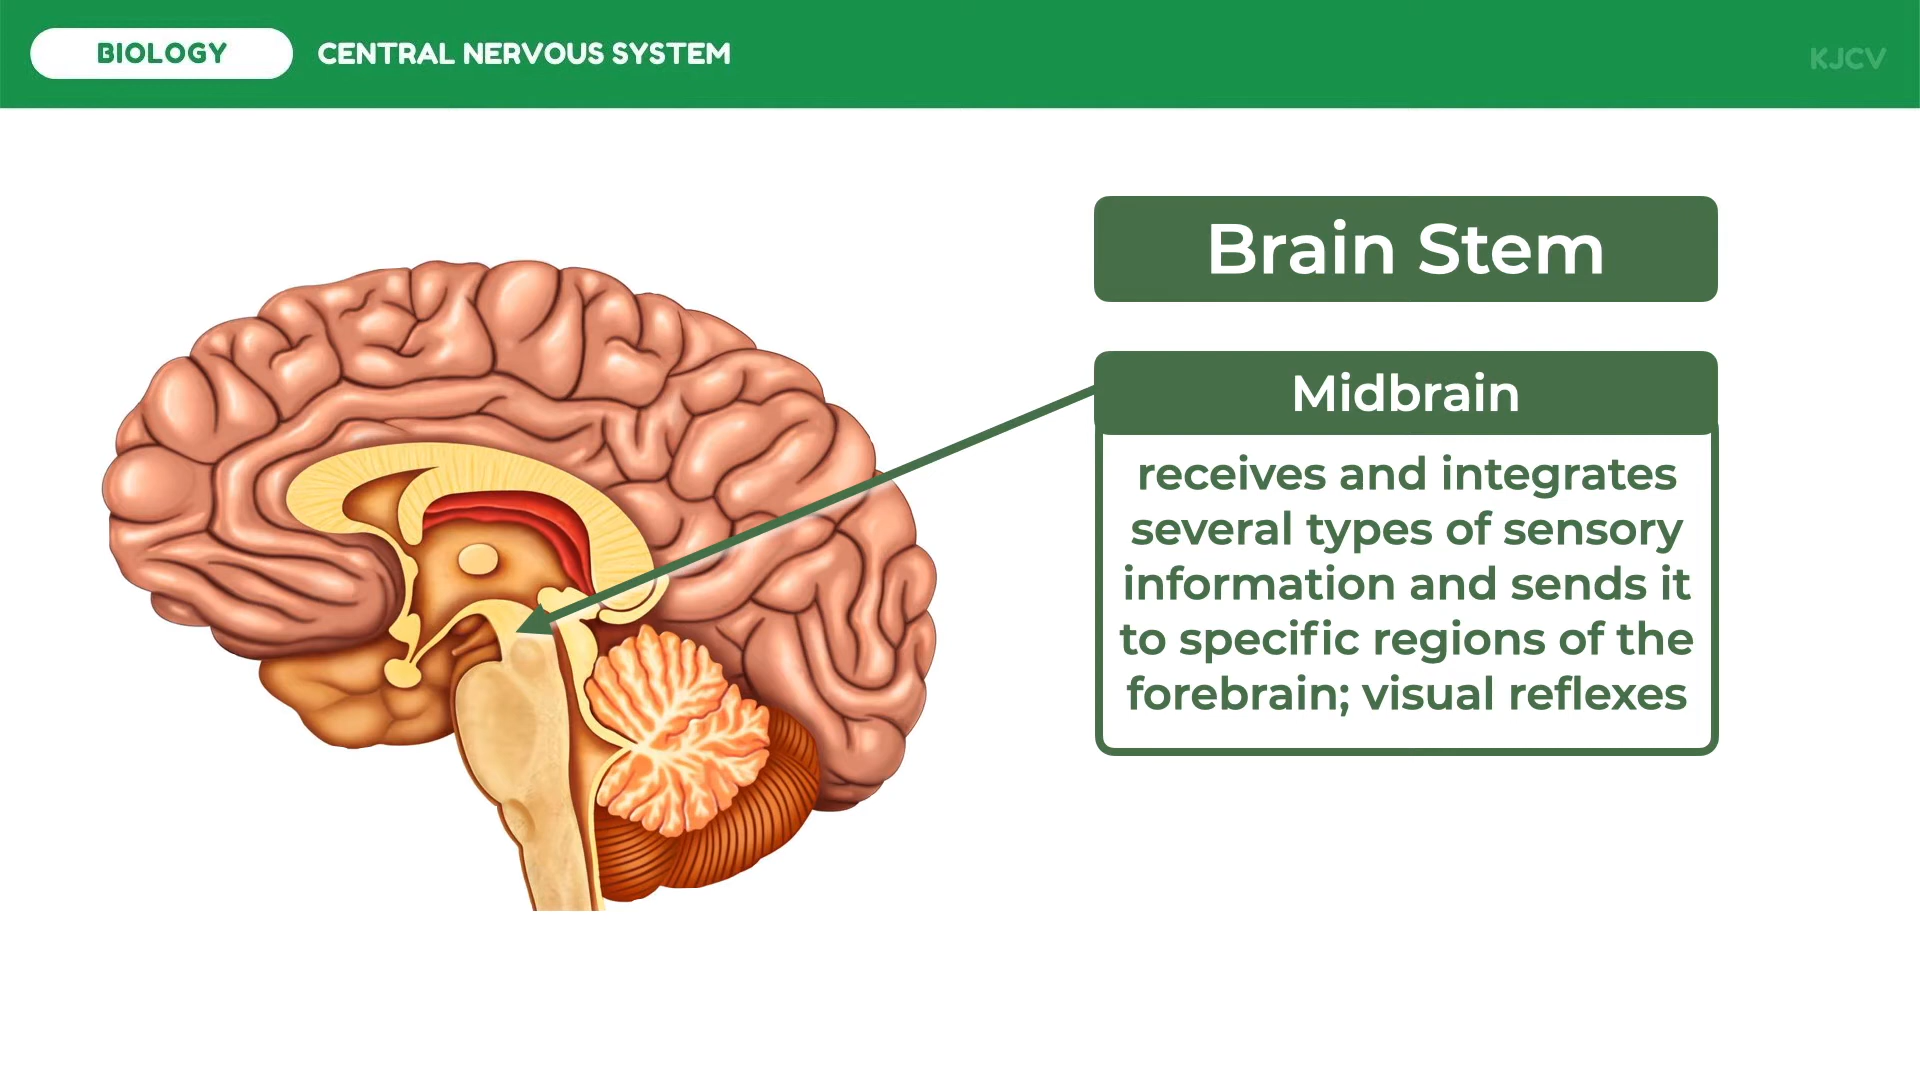 BIOLOGY
CENTRAL NERVOUS SYSTEM
KJCV
Brain Stem
Midbrain
receives and integrates
several types of sensory
information and sends it
to specific regions of the
forebrain; visual reflexes